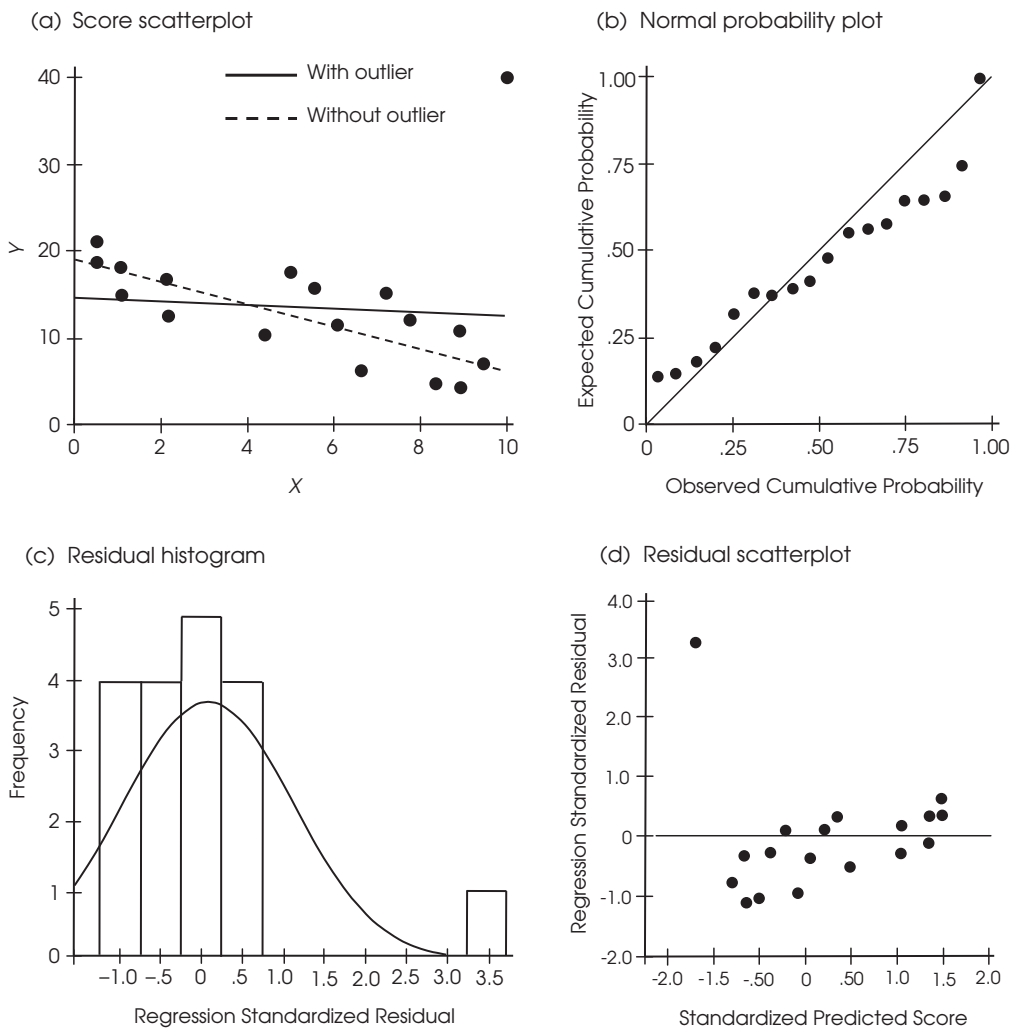 (a) Score scatterplot
With outlier
Without outlier
40
30
20
10
0
Y
0 2 4 6 8 10
X
(b) Normal probability plot
1.00
.75
.50
.25
0
Expected Cumulative Probability
0 .25 .50 .75 1.00
Observed Cumulative Probability
(c) Residual histogram
5
4
3
2
1
0
Frequency
–1.0 –.5 0 .5 1.0 1.5 2.0 2.5 3.0 3.5
Regression Standardized Residual
(d) Residual scatterplot
4.0
3.0
2.0
1.0
0
-1.0
-2.0
Regression Standardized Residual
-2.0 -1.5 -.50 0 .50 1.0 1.5 2.0
Standardized Predicted Score